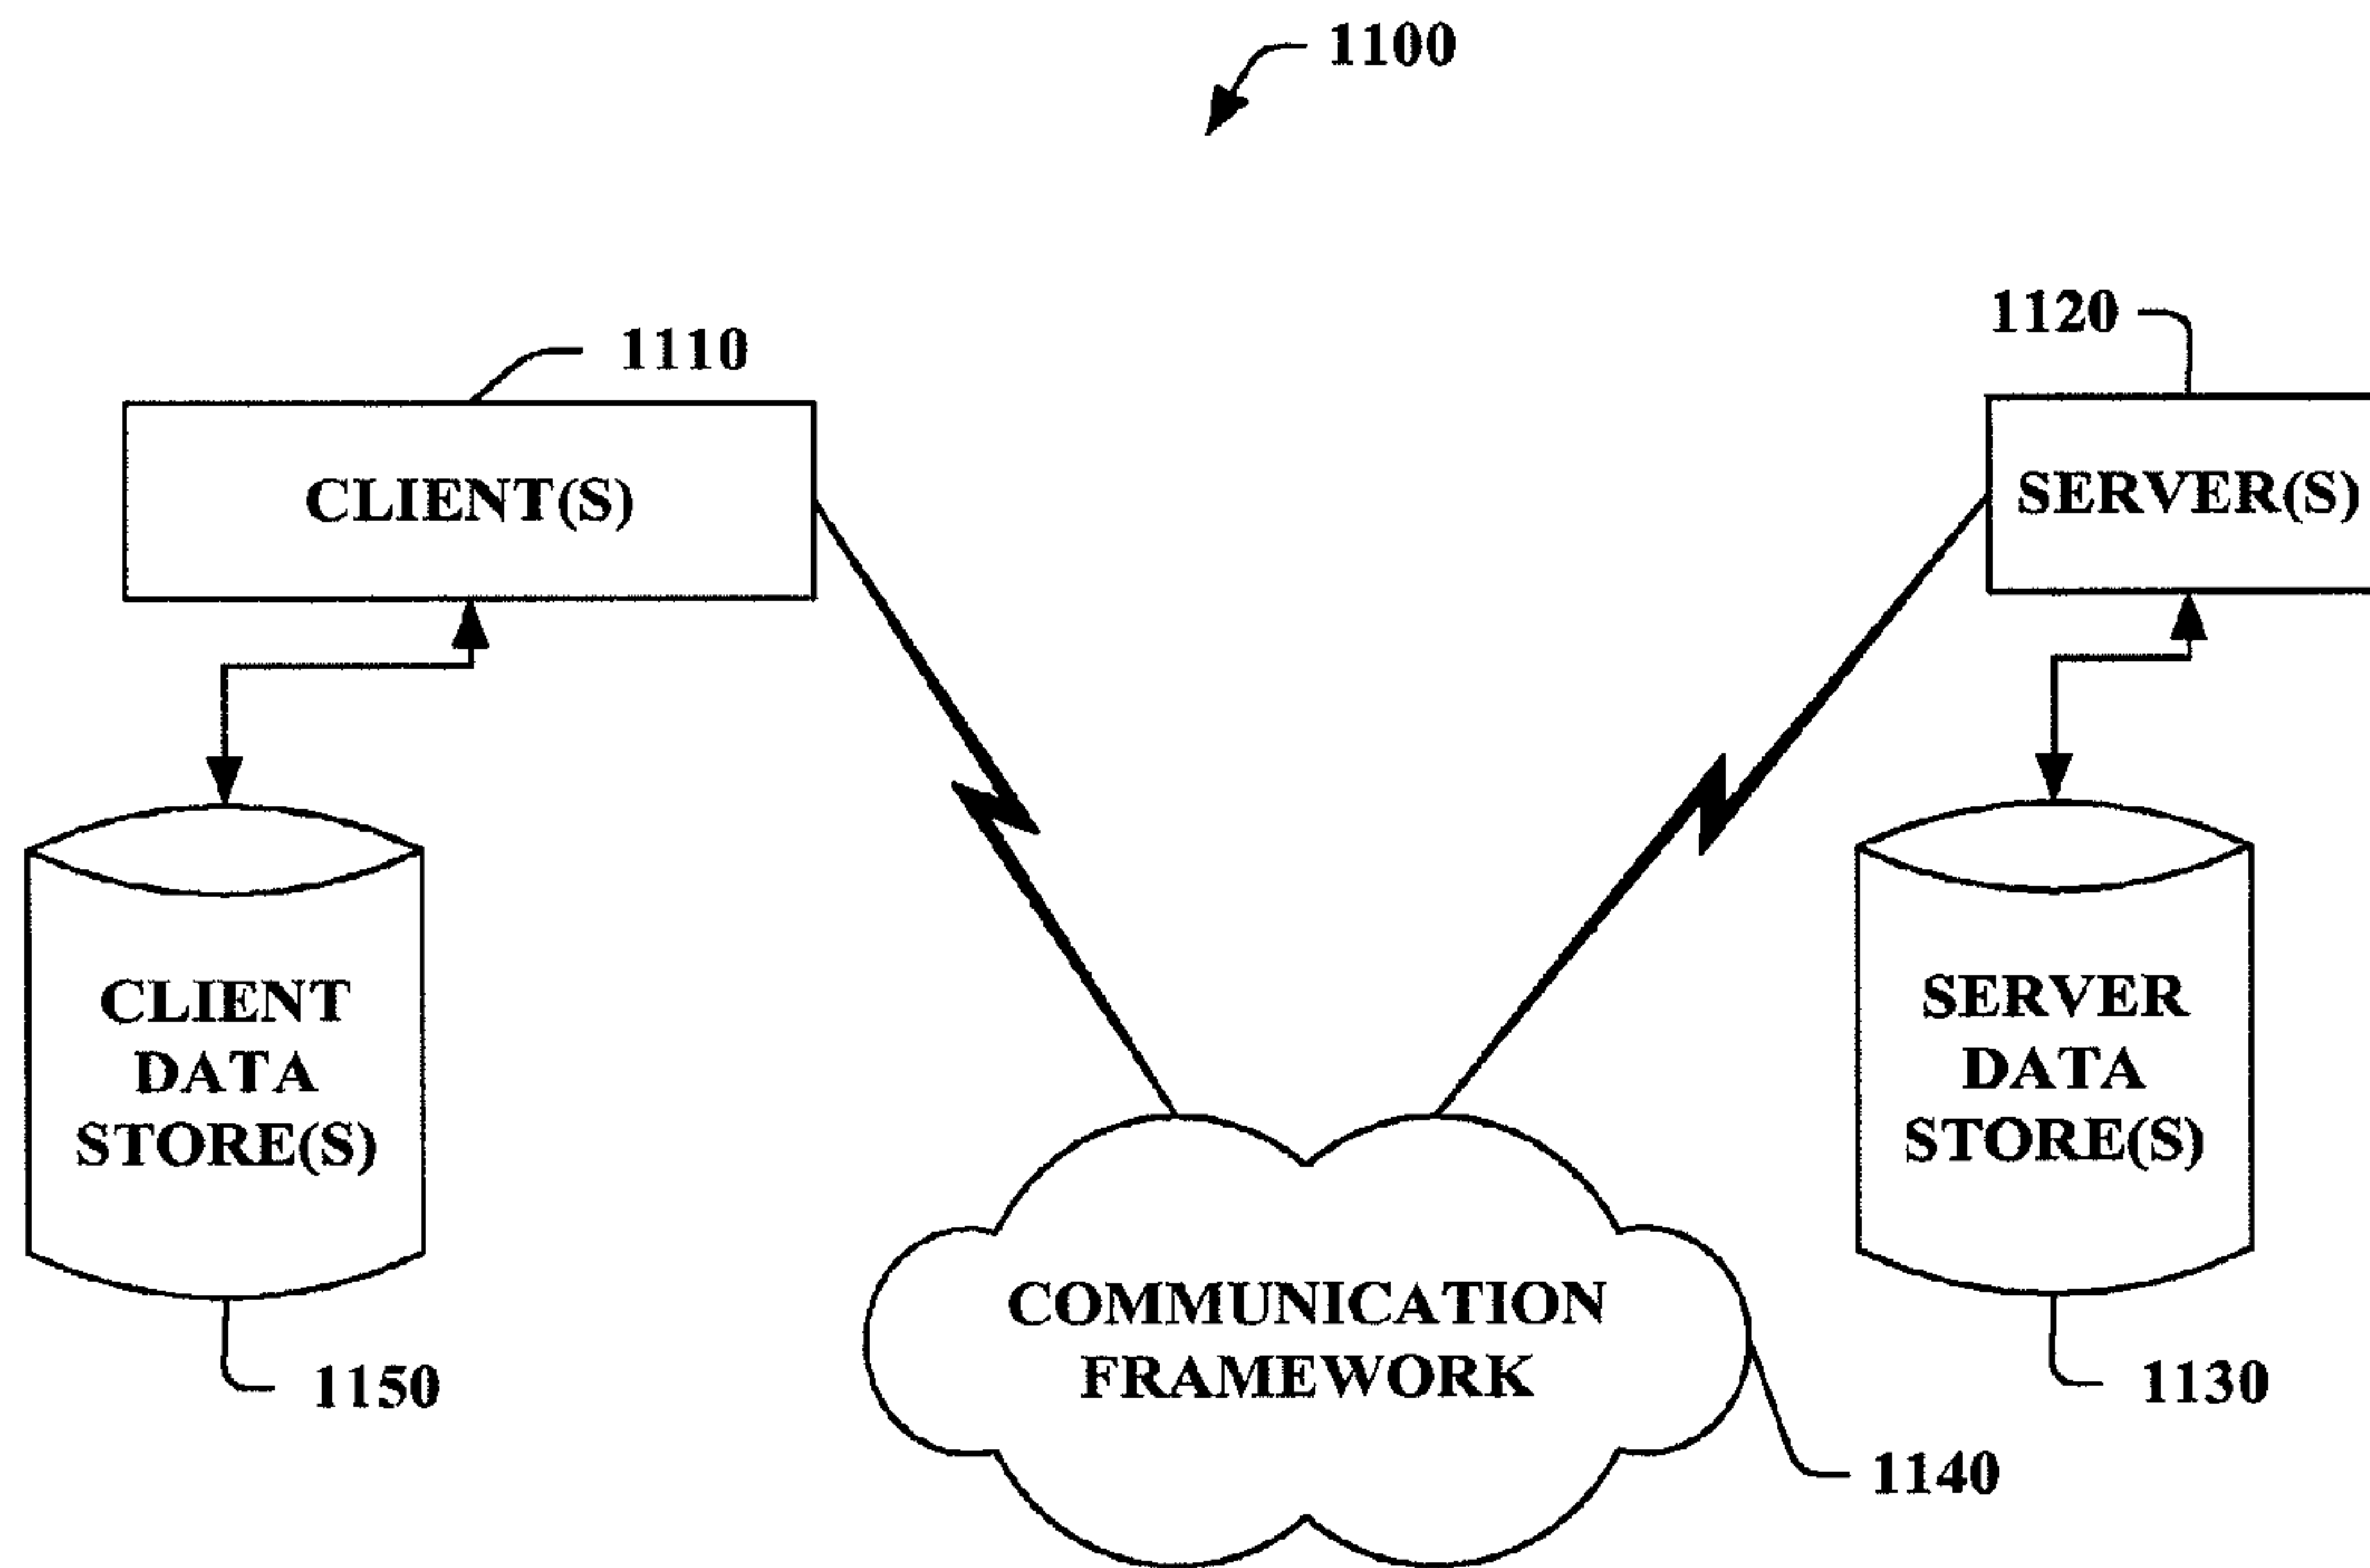 1100
1110
1120
CLIENT(S)
SERVER(S)
CLIENT
DATA
STORE(S)
SERVER
DATA
STORE(S)
COMMUNICATION
FRAMEWORK
1150
1130
1140